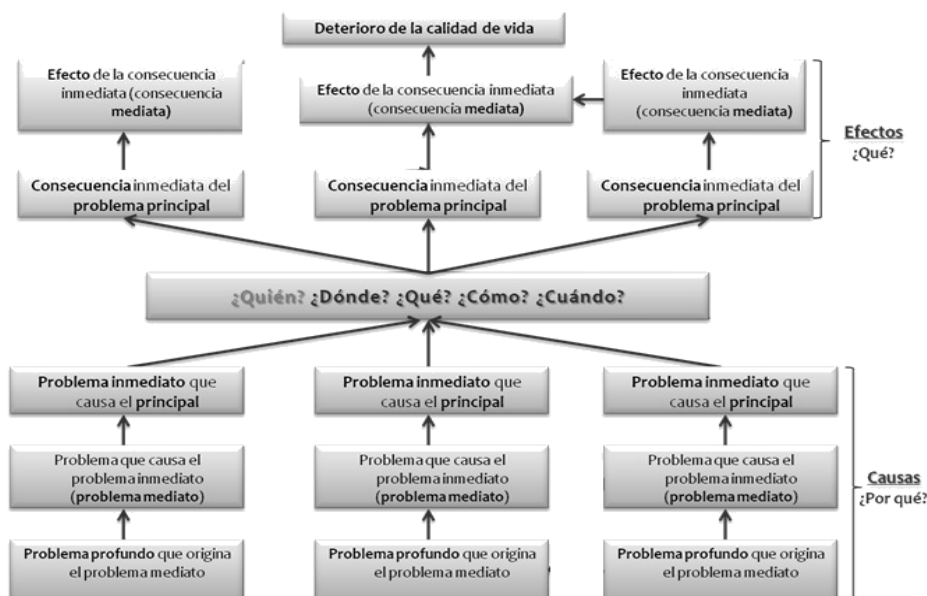 Deterioro de la calidad de vida
Efecto de la consecuencia
inmediata (consecuencia
mediata)
Efecto de la consecuencia inmediata
(consecuencia mediata)
Efecto de la consecuencia
inmediata
(consecuencia mediata)
Efectos
¿Qué?
Consecuencia inmediata del
problema principal
Consecuencia inmediata del
problema principal
Consecuencia inmediata del
problema principal
¿Quién? ¿Dónde? ¿Qué? ¿Cómo? ¿Cuándo?
Problema inmediato que
causa el principal
Problema inmediato que
causa el principal
Problema inmediato que
causa el principal
Problema que causa el
problema inmediato
(problema mediato)
Problema que causa el
problema inmediato
(problema mediato)
Problema que causa el
problema inmediato
(problema mediato)
Causas
¿Por qué?
Problema profundo que origina
el problema mediato
Problema profundo que origina
el problema mediato
Problema profundo que origina
el problema mediato